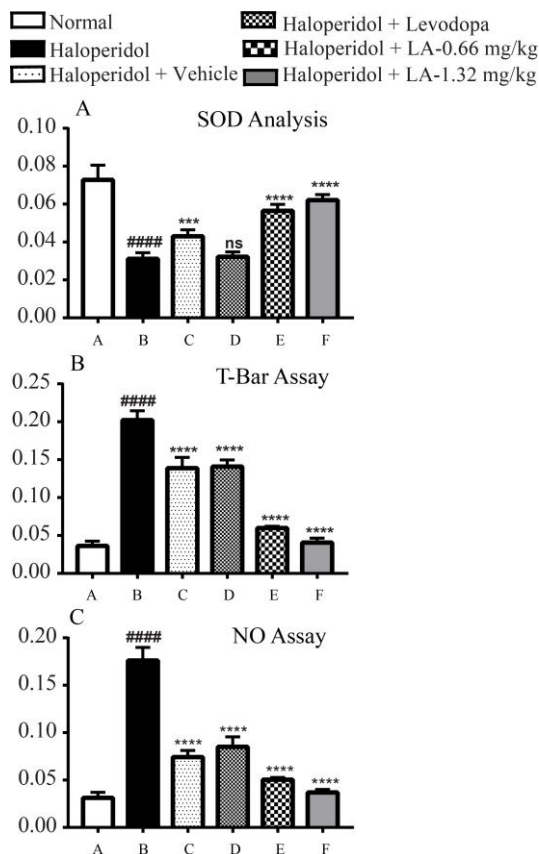 Normal
Haloperidol + Levodopa
Haloperidol
Haloperidol + LA-0.66 mg/kg
Haloperidol + Vehicle
Haloperidol + LA-1.32 mg/kg
A
SOD Analysis
0.10
0.08
0.06
0.04
0.02
0.00
####
***
ns
****
****
A B C D E F
B
T-Bar Assay
0.25
0.20
0.15
0.10
0.05
0.00
####
****
****
****
****
A B C D E F
C
NO Assay
0.20
0.15
0.10
0.05
0.00
####
****
****
****
****
A B C D E F